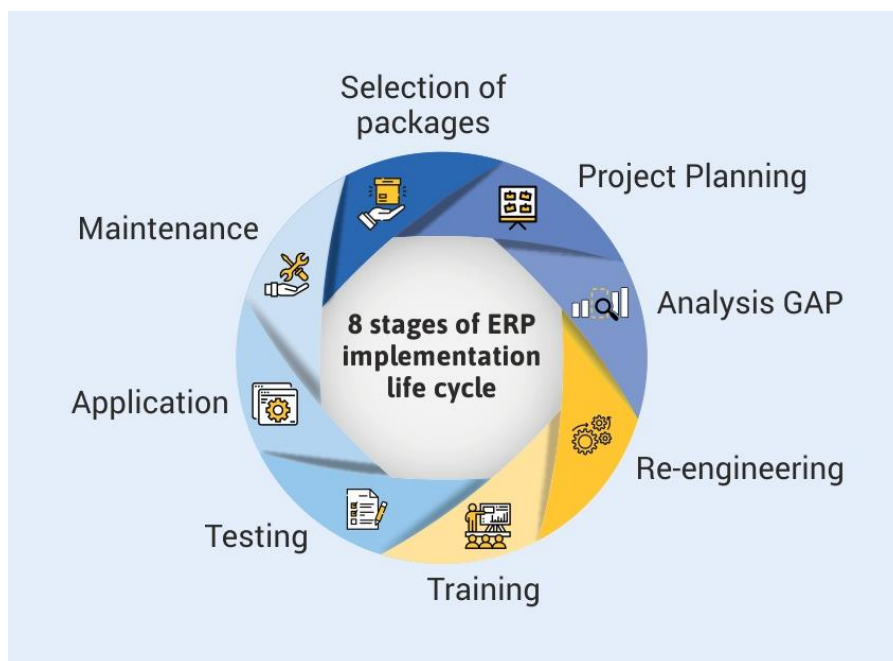 Selection of
packages
Project Planning
Analysis GAP
Re-engineering
Training
Testing
Application
Maintenance
8 stages of ERP
implementation
life cycle